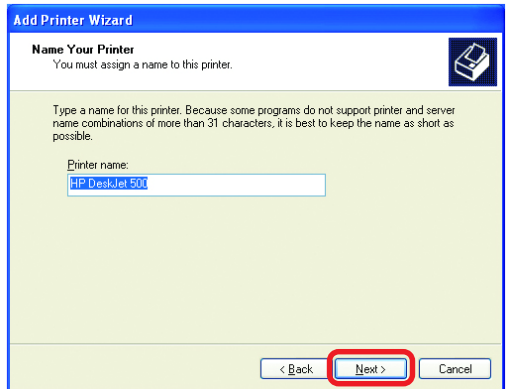 Add Printer Wizard
Name Your Printer
You must assign a name to this printer.
Type a name for this printer. Because some programs do not support printer and server
name combinations of more than 31 characters, it is best to keep the name as short as
possible.
Printer name:
HP DeskJet 500
< Back Next > Cancel